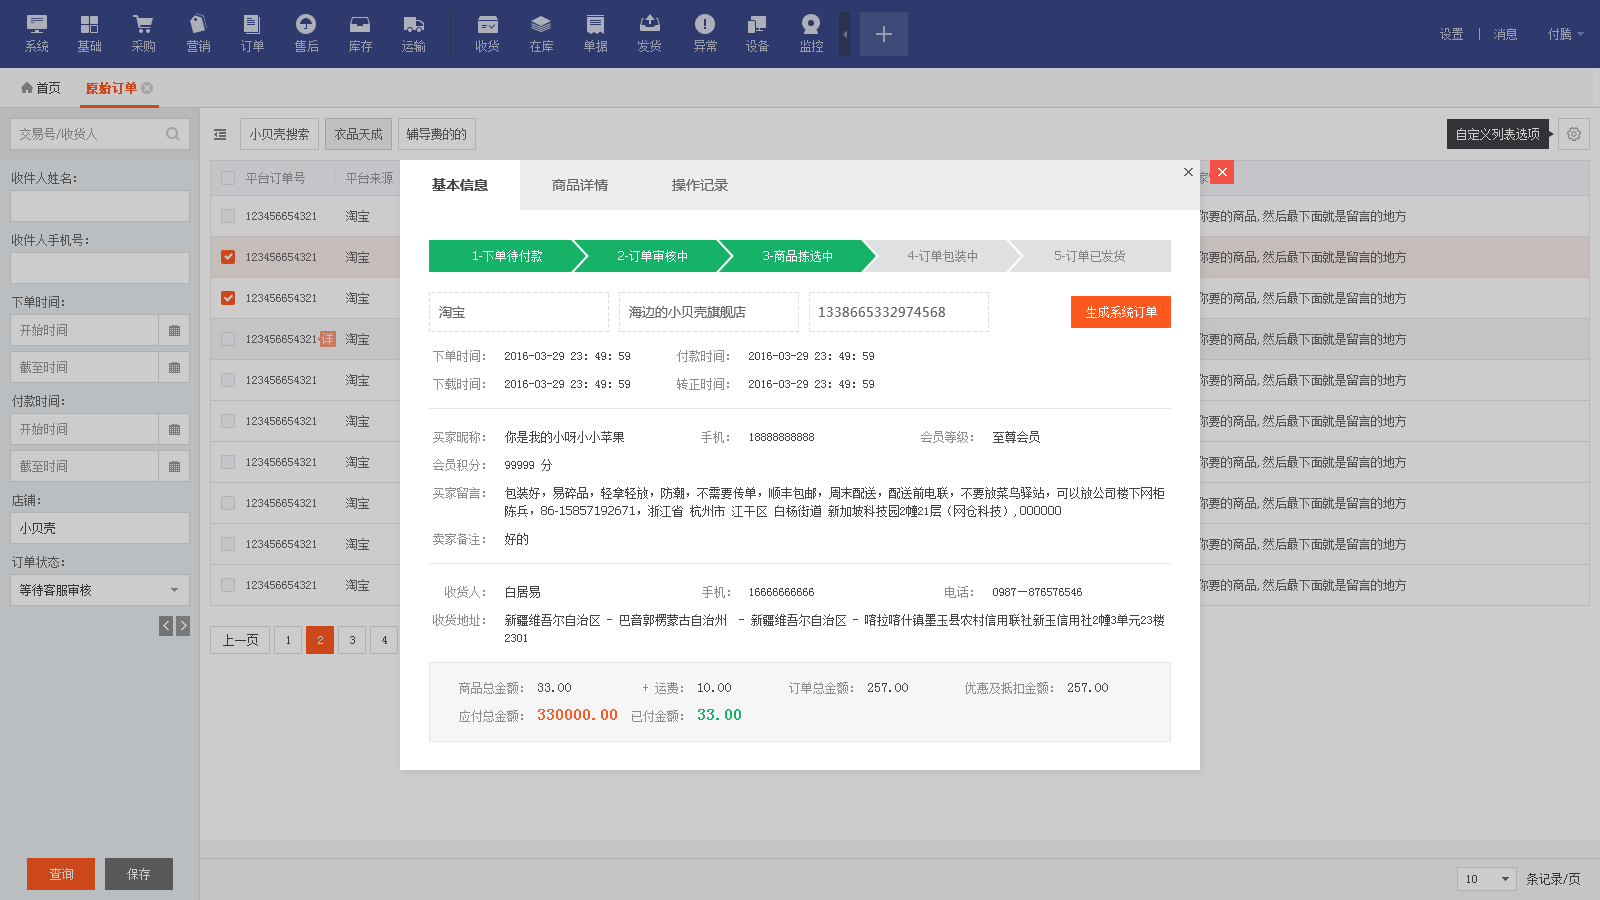 系统 基础 采购 营销 订单 售后 库存 运输 收货 在库 单据 发货 异常 设备 监控 设置 消息 付腾
首页 原始订单
交易号/收货人
小贝壳搜索 衣品天成 辅导费的的 自定义列表选项
收件人姓名:
收件人手机号:
下单时间:
开始时间
截至时间
付款时间:
开始时间
截至时间
店铺:
小贝壳
订单状态:
等待客服审核
查询 保存
平台订单号 平台来源
123456654321 淘宝 你要的商品, 然后最下面就是留言的地方
123456654321 淘宝 你要的商品, 然后最下面就是留言的地方
123456654321 淘宝 你要的商品, 然后最下面就是留言的地方
123456654321 详 淘宝 你要的商品, 然后最下面就是留言的地方
123456654321 淘宝 你要的商品, 然后最下面就是留言的地方
123456654321 淘宝 你要的商品, 然后最下面就是留言的地方
123456654321 淘宝 你要的商品, 然后最下面就是留言的地方
123456654321 淘宝 你要的商品, 然后最下面就是留言的地方
123456654321 淘宝 你要的商品, 然后最下面就是留言的地方
123456654321 淘宝 你要的商品, 然后最下面就是留言的地方
上一页 1 2 3 4
基本信息 商品详情 操作记录
1-下单待付款 2-订单审核中 3-商品拣选中 4-订单包装中 5-订单已发货
淘宝 海边的小贝壳旗舰店 1338665332974568 生成系统订单
下单时间: 2016-03-29 23: 49: 59 付款时间: 2016-03-29 23: 49: 59
下载时间: 2016-03-29 23: 49: 59 转正时间: 2016-03-29 23: 49: 59
买家昵称: 你是我的小呀小小苹果 手机: 18888888888 会员等级: 至尊会员
会员积分: 99999 分
买家留言: 包装好，易碎品，轻拿轻放，防潮，不需要传单，顺丰包邮，周末配送，配送前电联，不要放菜鸟驿站，可以放公司楼下网柜
陈兵，86-15857192671，浙江省 杭州市 江干区 白杨街道 新加坡科技园2幢21层（网仓科技）,000000
卖家备注: 好的
收货人: 白居易 手机: 16666666666 电话: 0987—876576546
收货地址: 新疆维吾尔自治区 - 巴音郭楞蒙古自治州 - 新疆维吾尔自治区 - 喀拉喀什镇墨玉县农村信用联社新玉信用社2幢3单元23楼
2301
商品总金额: 33.00 + 运费: 10.00 订单总金额: 257.00 优惠及抵扣金额: 257.00
应付总金额: 330000.00 已付金额: 33.00
10 条记录/页